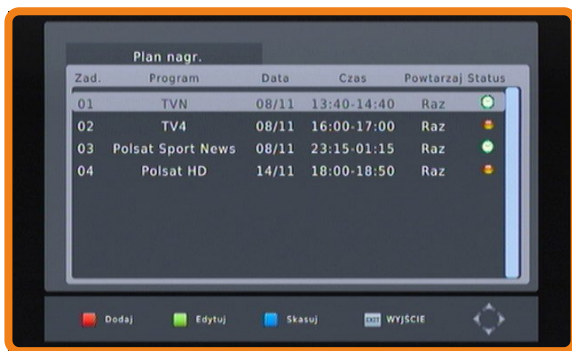 Plan nagr.
Zad. Program Data Czas Powtarzaj Status
01 TVN 08/11 13:40-14:40 Raz
02 TV4 08/11 16:00-17:00 Raz
03 Polsat Sport News 08/11 23:15-01:15 Raz
04 Polsat HD 14/11 18:00-18:50 Raz
Dodaj Edytuj Skasuj EXIT WYJŚCIE